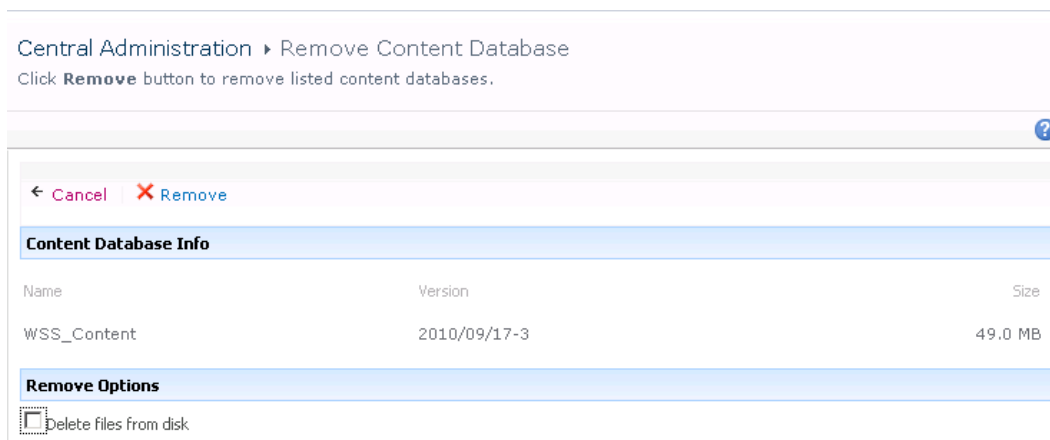 Central Administration ▸ Remove Content Database
Click Remove button to remove listed content databases.
?
Cancel Remove
Content Database Info
Name Version Size
WSS_Content 2010/09/17-3 49.0 MB
Remove Options
Delete files from disk